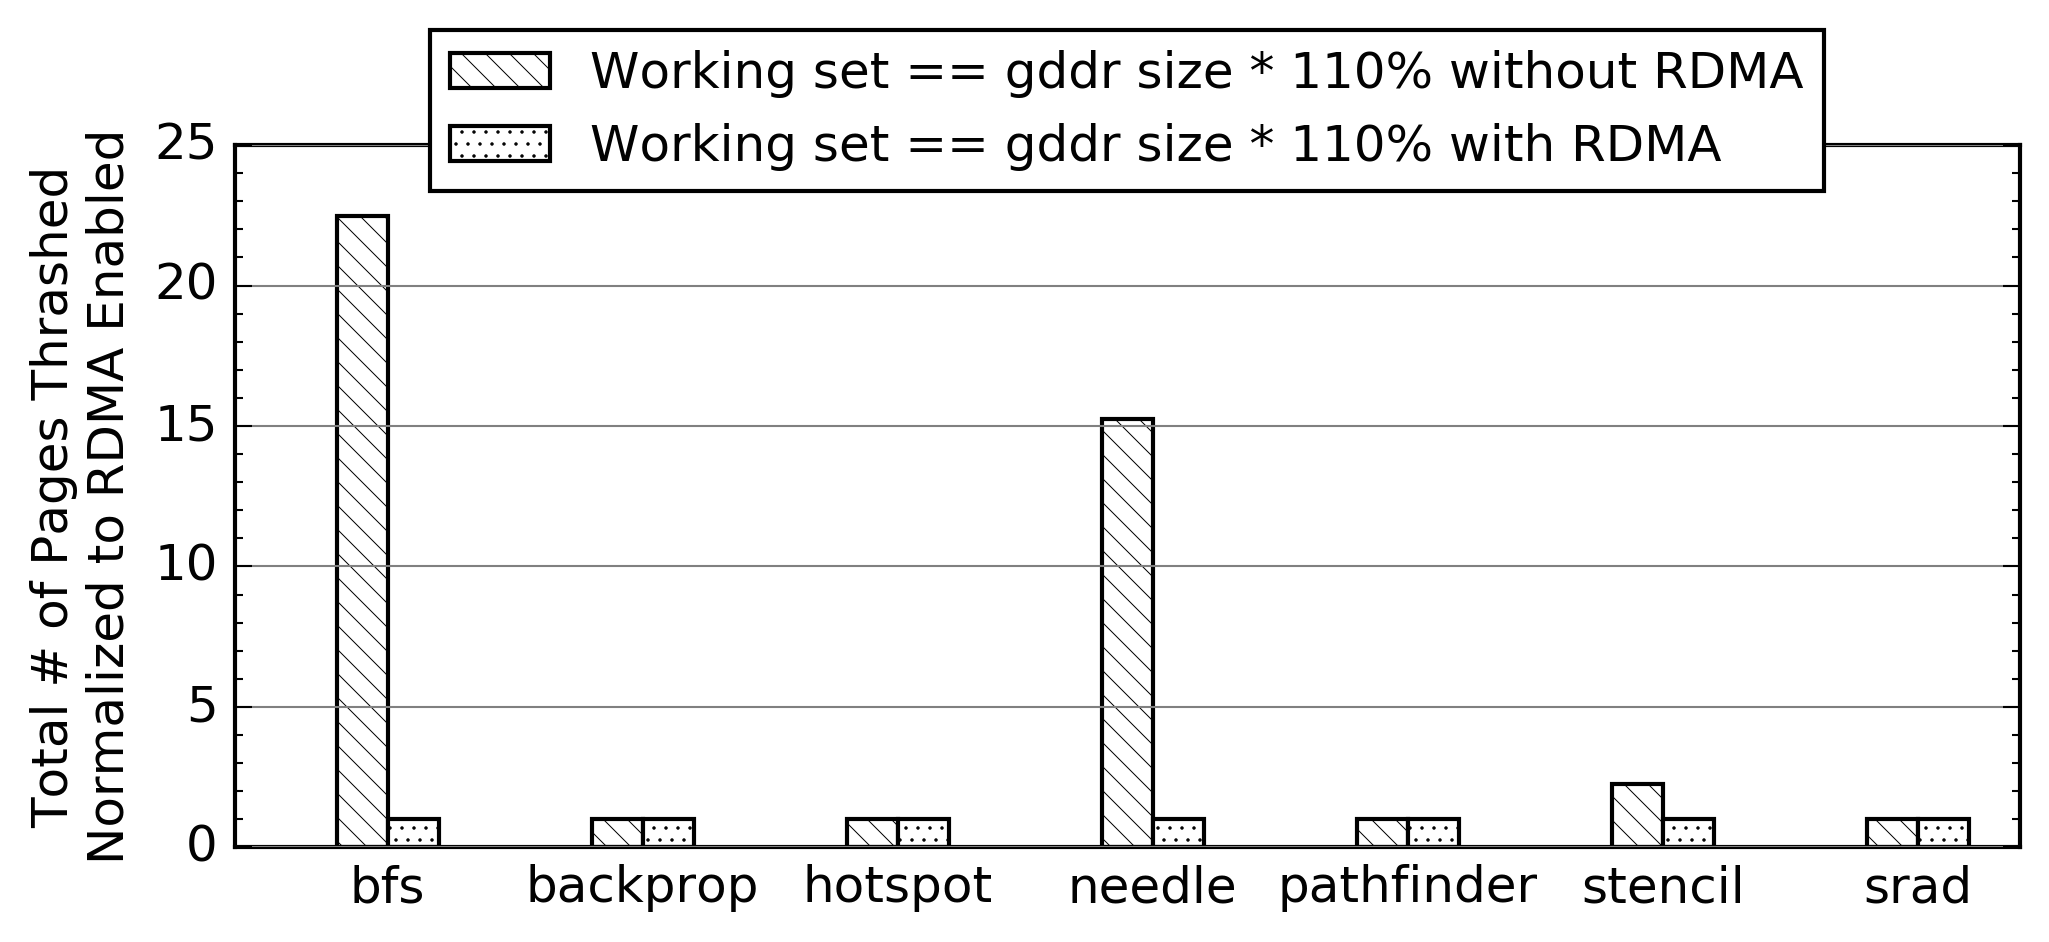 Working set == gddr size * 110% without RDMA
Working set == gddr size * 110% with RDMA
Total # of Pages Thrashed
Normalized to RDMA Enabled
25
20
15
10
5
0
bfs
backprop
hotspot
needle
pathfinder
stencil
srad